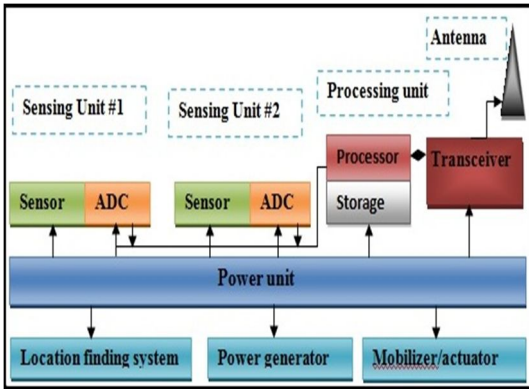 Antenna
Sensing Unit #1
Sensing Unit #2
Processing unit
Processor
Transceiver
Sensor
ADC
Sensor
ADC
Storage
Power unit
Location finding system
Power generator
Mobilizer/actuator